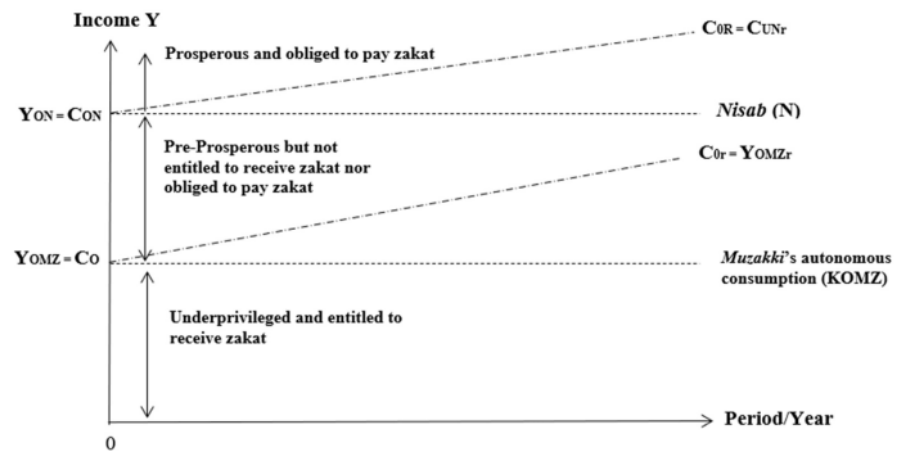 Income Y
Prosperous and obliged to pay zakat
C0R = CUNr
YON = CON
Nisab (N)
Pre-Prosperous but not
entitled to receive zakat nor
obliged to pay zakat
C0r = YOMZr
YOMZ = CO
Muzakki's autonomous
consumption (KOMZ)
Underprivileged and entitled to
receive zakat
Period/Year
0